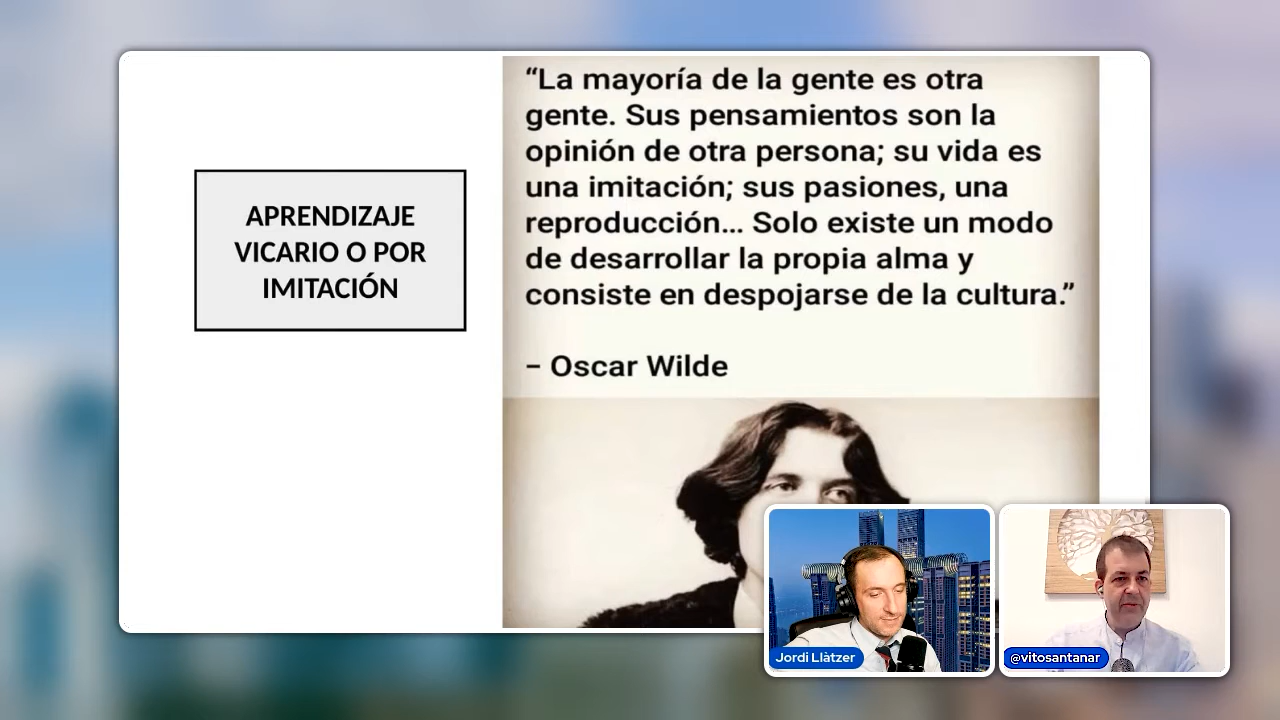 APRENDIZAJE
VICARIO O POR
IMITACIÓN
“La mayoría de la gente es otra
gente. Sus pensamientos son la
opinión de otra persona; su vida es
una imitación; sus pasiones, una
reproducción... Solo existe un modo
de desarrollar la propia alma y
consiste en despojarse de la cultura.”
– Oscar Wilde
Jordi Llàtzer
@vitosantanar